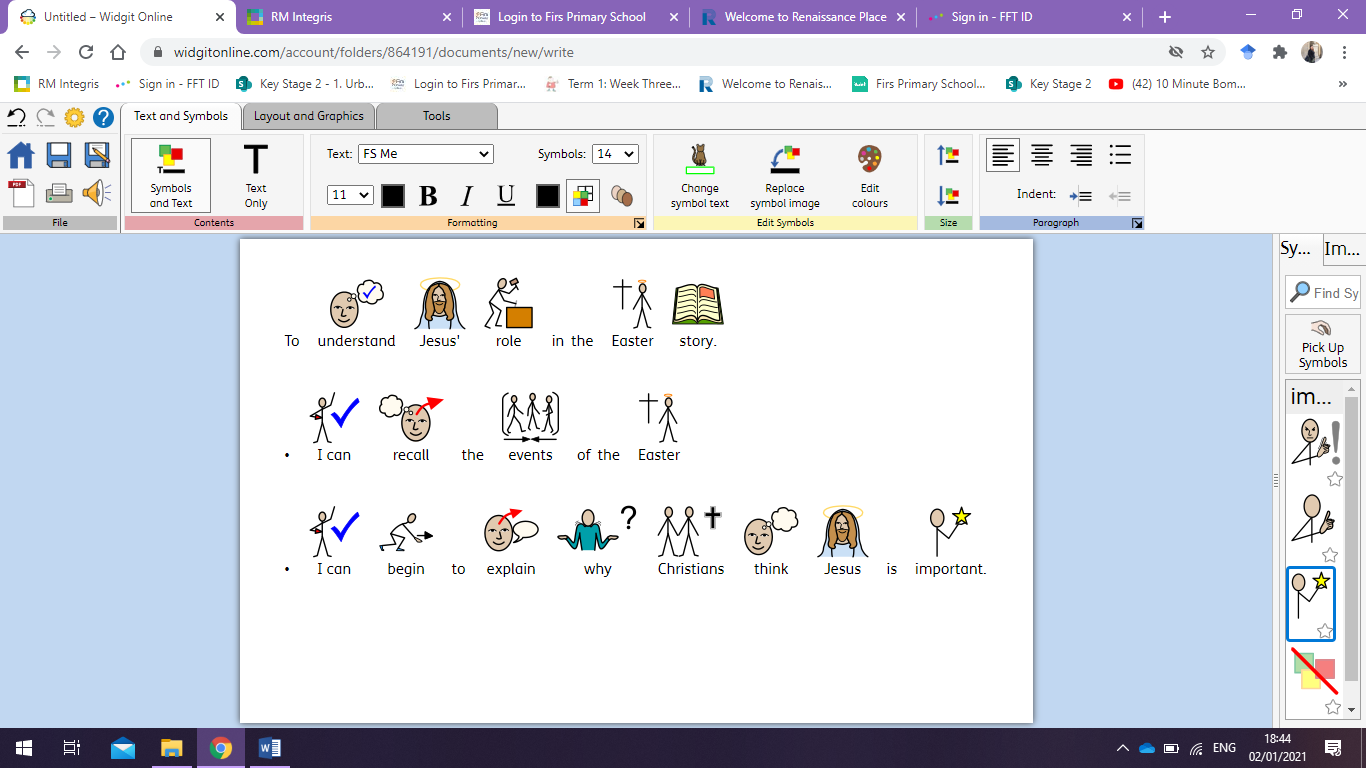 Untitled – Widgit Online
RM Integris
Login to Firs Primary School
Welcome to Renaissance Place
Sign in - FFT ID
widgitonline.com/account/folders/864191/documents/new/write
RM Integris
Sign in - FFT ID
Key Stage 2 - 1. Urb...
Login to Firs Primar...
Term 1: Week Three...
Welcome to Renais...
Firs Primary School...
Key Stage 2
(42) 10 Minute Bom...
Text and Symbols
Layout and Graphics
Tools
Symbols
and Text
Text
Only
Text:
FS Me
Symbols:
14
11
B
I
U
Change
symbol text
Replace
symbol image
Edit
colours
Indent:
PDF
File
Contents
Formatting
Edit Symbols
Size
Paragraph
To understand Jesus' role in the Easter story.
• I can recall the events of the Easter
• I can begin to explain why Christians think Jesus is important.
Sy...
Im...
Find Sy
Pick Up
Symbols
im...
ENG
18:44
02/01/2021